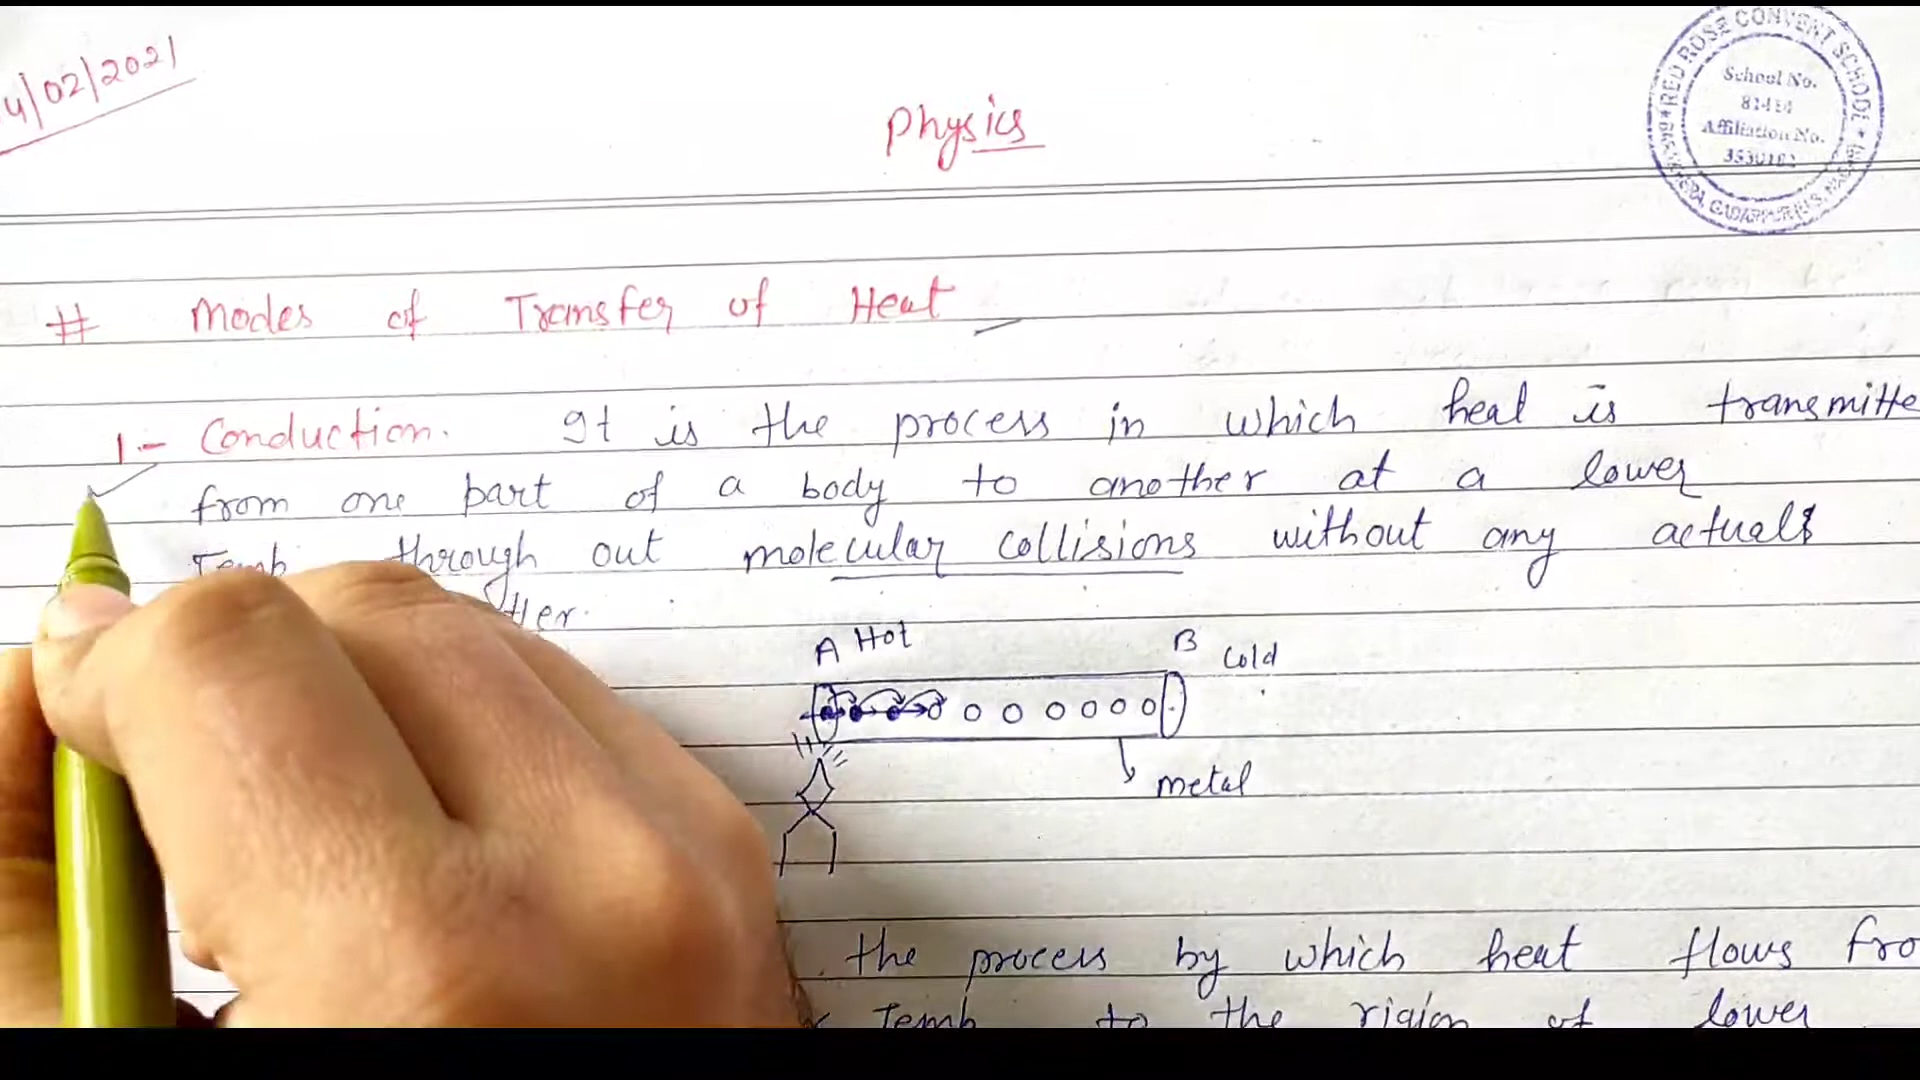 4/02/2021
Physics
RED ROSE CONVENT SCHOOL
School No.
Affiliation No.
# Modes of Transfer of Heat
1.- Conduction. It is the process in which heat is transmitte
from one part of a body to another at a lower
Temp through out molecular collisions without any actual
A Hot
B Cold
Metal
the process by which heat flows fro
Temp to the rigion of lower